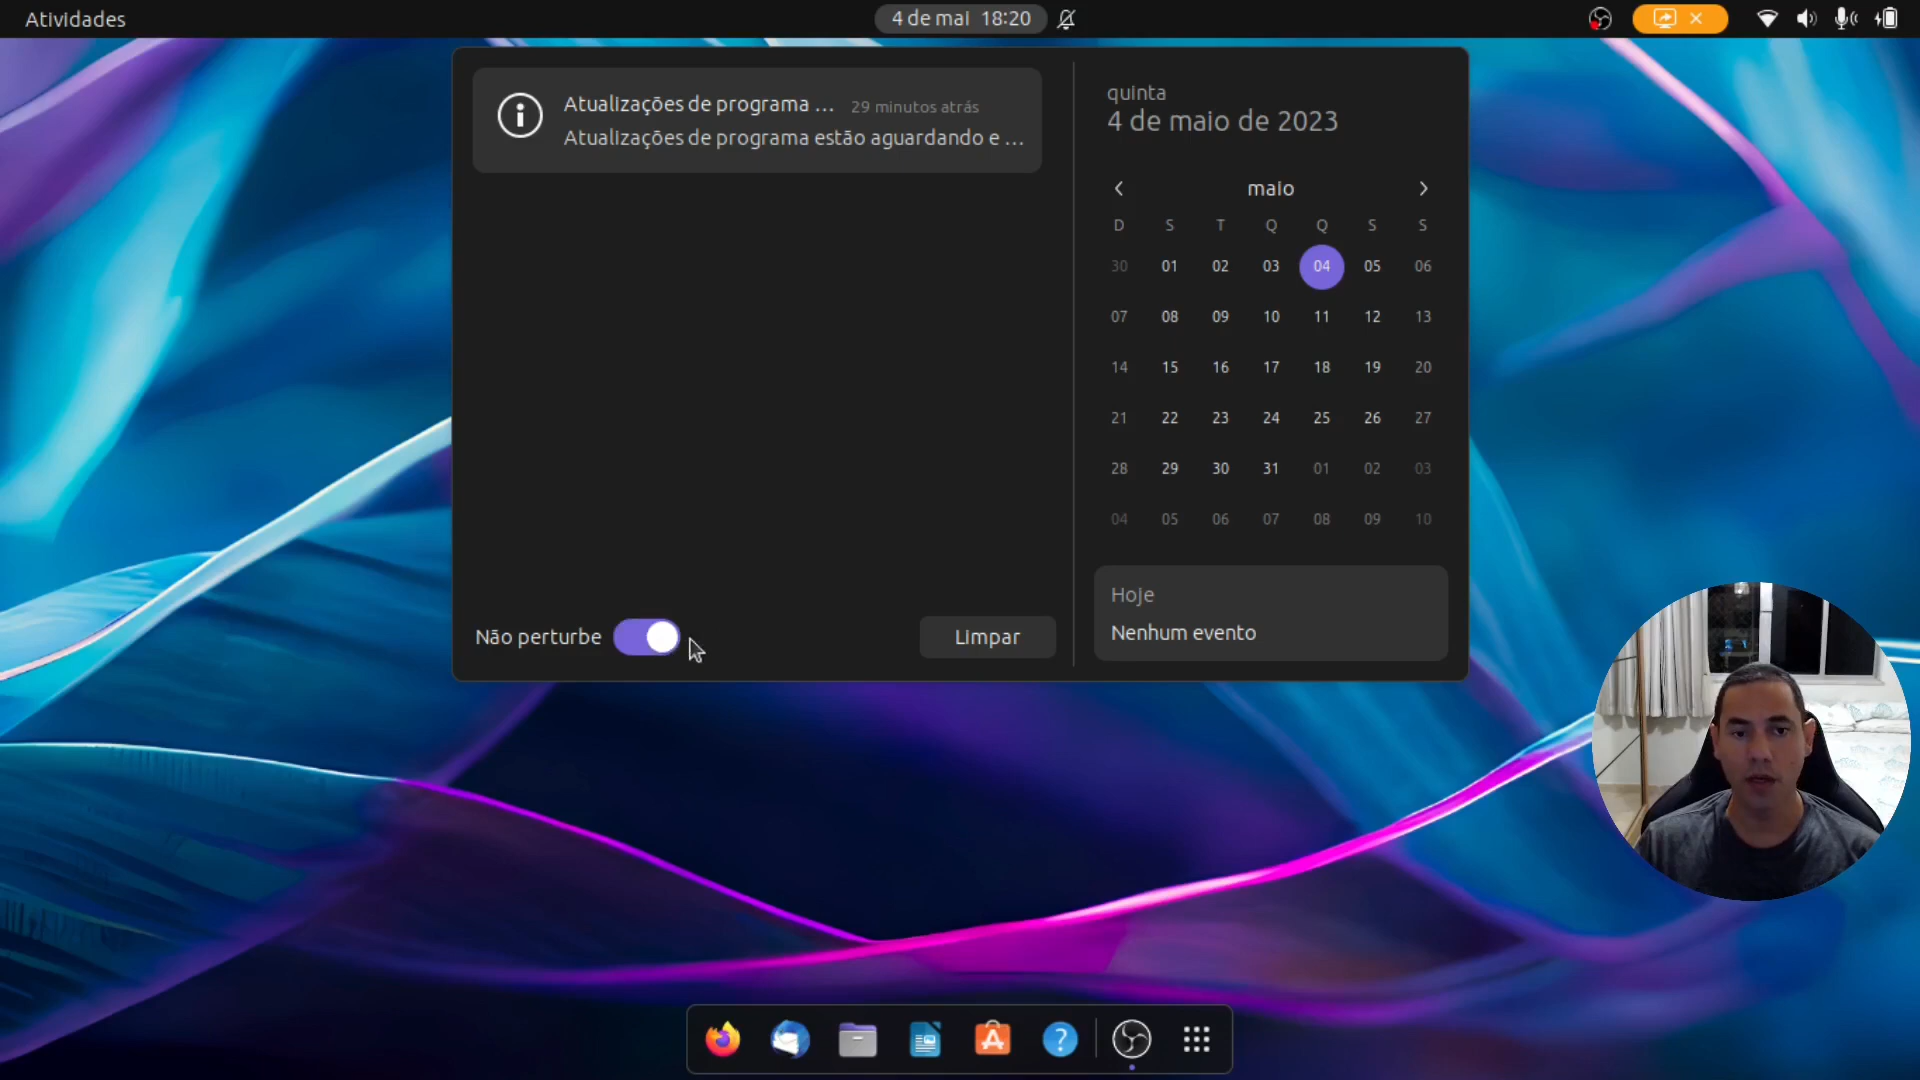 Atividades
4 de mai 18:20
Atualizações de programa ... 29 minutos atrás
Atualizações de programa estão aguardando e ...
Não perturbe
Limpar
quinta
4 de maio de 2023
maio
D S T Q Q S S
30 01 02 03 04 05 06
07 08 09 10 11 12 13
14 15 16 17 18 19 20
21 22 23 24 25 26 27
28 29 30 31 01 02 03
04 05 06 07 08 09 10
Hoje
Nenhum evento